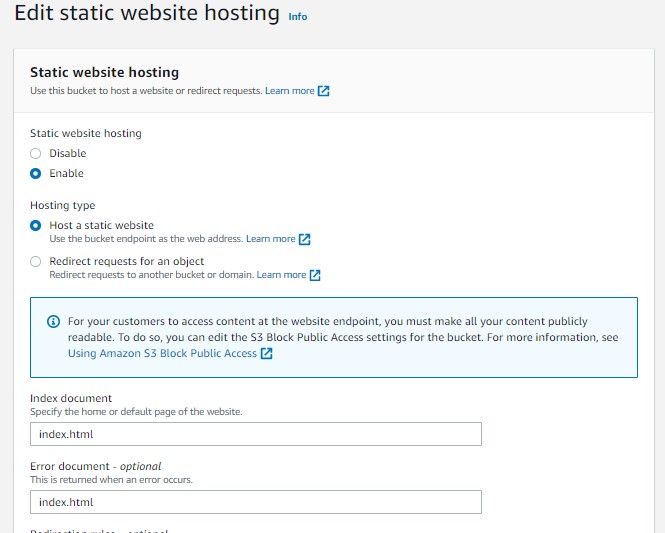 Edit static website hosting Info
Static website hosting
Use this bucket to host a website or redirect requests. Learn more
Static website hosting
Disable
Enable
Hosting type
Host a static website
Use the bucket endpoint as the web address. Learn more
Redirect requests for an object
Redirect requests to another bucket or domain. Learn more
For your customers to access content at the website endpoint, you must make all your content publicly
readable. To do so, you can edit the S3 Block Public Access settings for the bucket. For more information, see
Using Amazon S3 Block Public Access
Index document
Specify the home or default page of the website.
index.html
Error document - optional
This is returned when an error occurs.
index.html
Redirection rules - optional